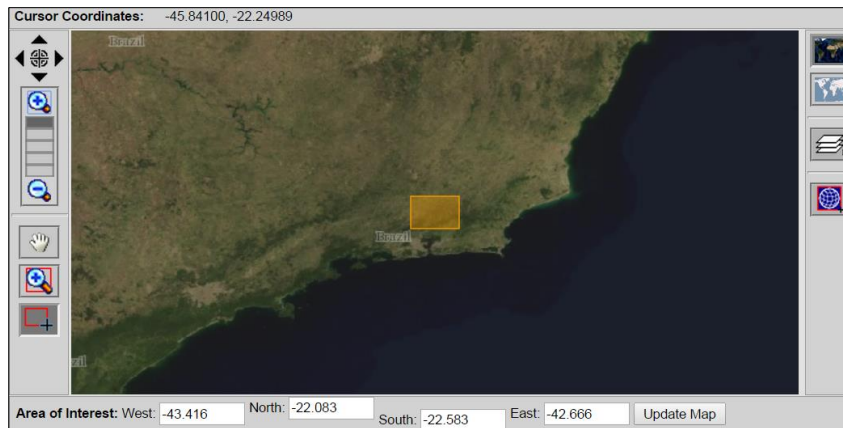 Cursor Coordinates: -45.84100, -22.24989
Brazil
Brazil
zil
Area of Interest: West: -43.416 North: -22.083 South: -22.583 East: -42.666 Update Map